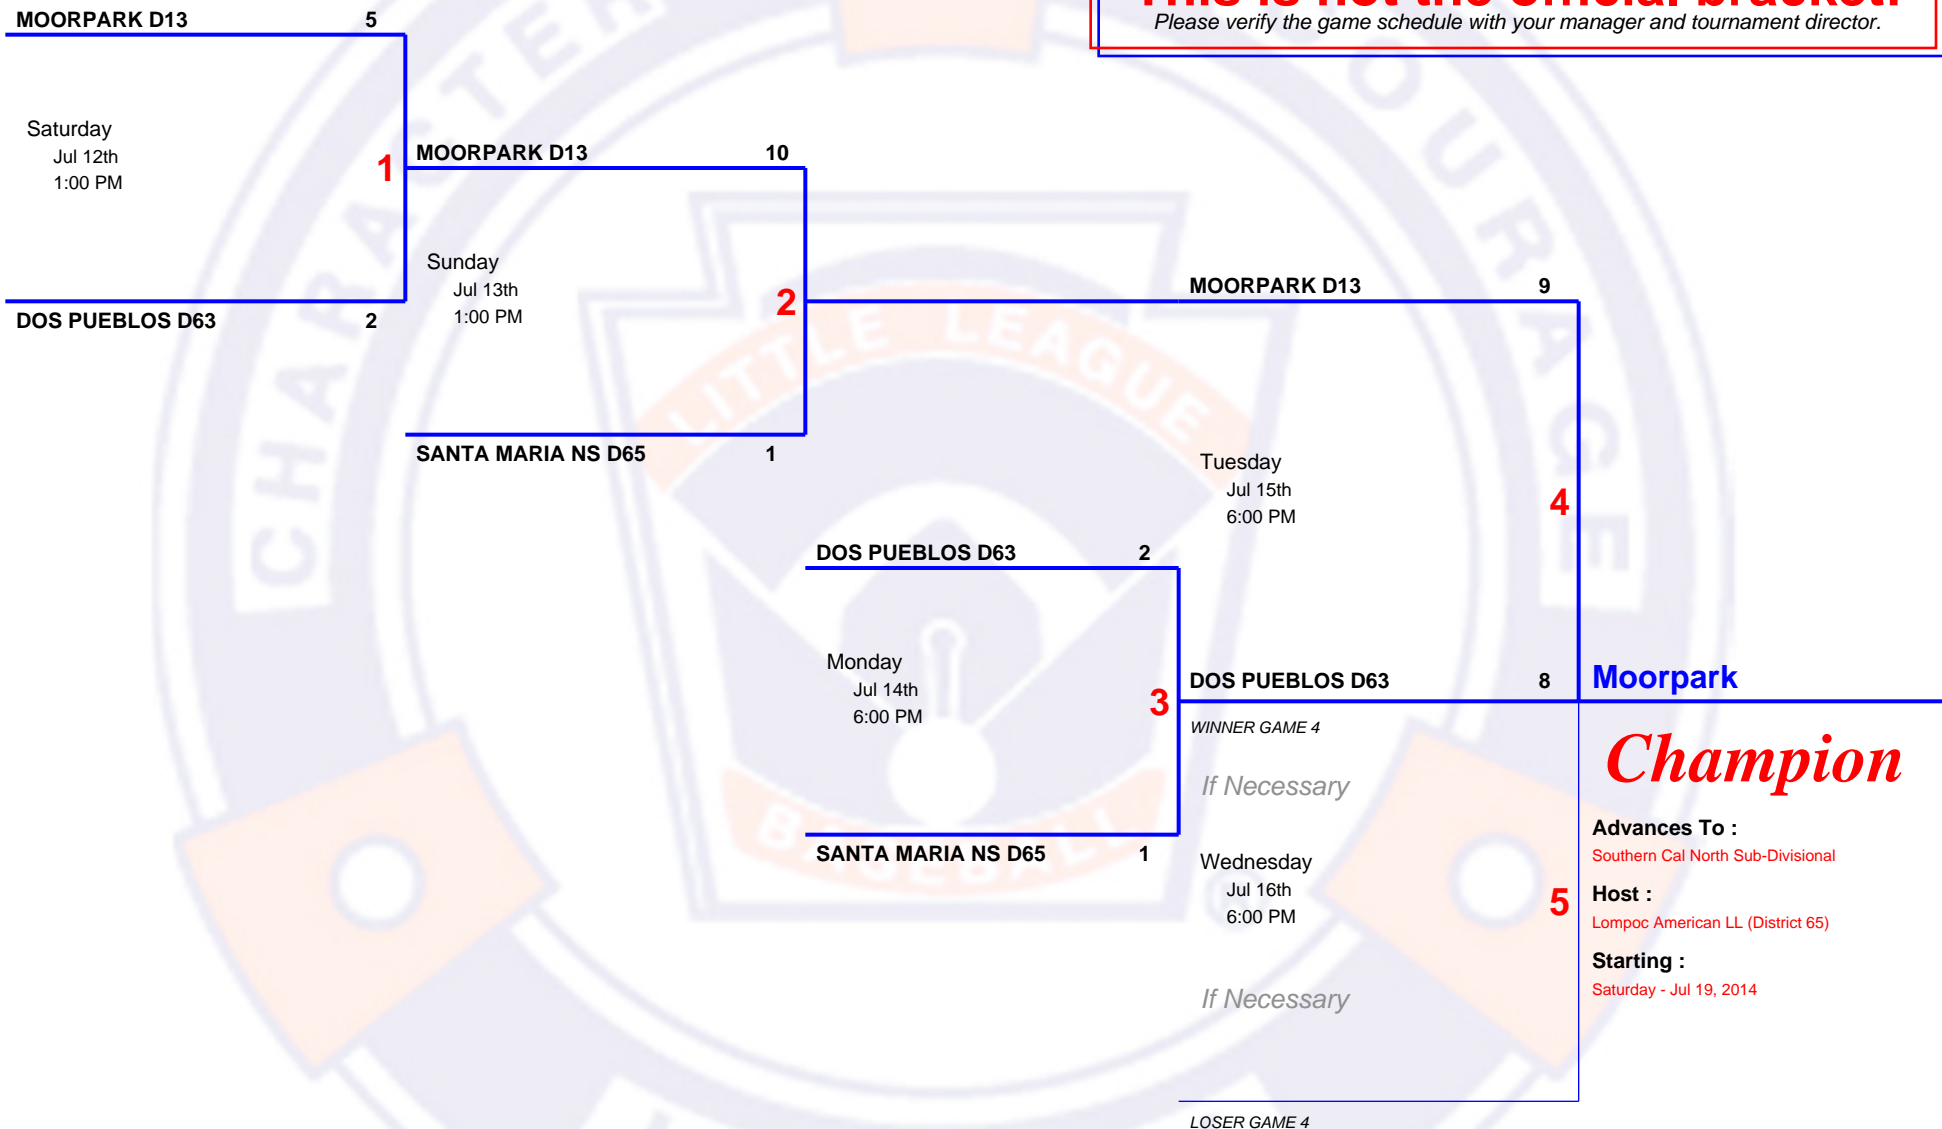 This is not the official bracket!
Please verify the game schedule with your manager and tournament director.
MOORPARK D13 5
Saturday
Jul 12th
1:00 PM
1
DOS PUEBLOS D63 2
MOORPARK D13 10
Sunday
Jul 13th
1:00 PM
2
SANTA MARIA NS D65 1
DOS PUEBLOS D63 2
Monday
Jul 14th
6:00 PM
3
SANTA MARIA NS D65 1
MOORPARK D13 9
Tuesday
Jul 15th
6:00 PM
4
DOS PUEBLOS D63 8
WINNER GAME 4
If Necessary
Wednesday
Jul 16th
6:00 PM
5
If Necessary
LOSER GAME 4
Moorpark
Champion
Advances To :
Southern Cal North Sub-Divisional
Host :
Lompoc American LL (District 65)
Starting :
Saturday - Jul 19, 2014
CHARACTER
COURAGE
LITTLE LEAGUE
BASEBALL
®